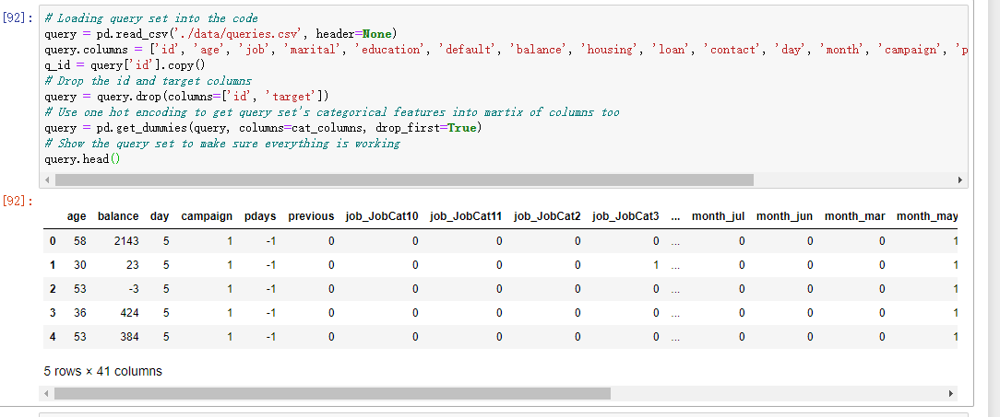 [92]:
# Loading query set into the code
query = pd.read_csv('./data/queries.csv', header=None)
query.columns = ['id', 'age', 'job', 'marital', 'education', 'default', 'balance', 'housing', 'loan', 'contact', 'day', 'month', 'campaign', 'p
q_id = query['id'].copy()
# Drop the id and target columns
query = query.drop(columns=['id', 'target'])
# Use one hot encoding to get query set's categorical features into martix of columns too
query = pd.get_dummies(query, columns=cat_columns, drop_first=True)
# Show the query set to make sure everything is working
query.head()
[92]:
age balance day campaign pdays previous job_JobCat10 job_JobCat11 job_JobCat2 job_JobCat3 ... month_jul month_jun month_mar month_may
0 58 2143 5 1 -1 0 0 0 0 0 ... 0 0 0 1
1 30 23 5 1 -1 0 0 0 0 1 ... 0 0 0 1
2 53 -3 5 1 -1 0 0 0 0 0 ... 0 0 0 1
3 36 424 5 1 -1 0 0 0 0 0 ... 0 0 0 1
4 53 384 5 1 -1 0 0 0 0 0 ... 0 0 0 1
5 rows × 41 columns